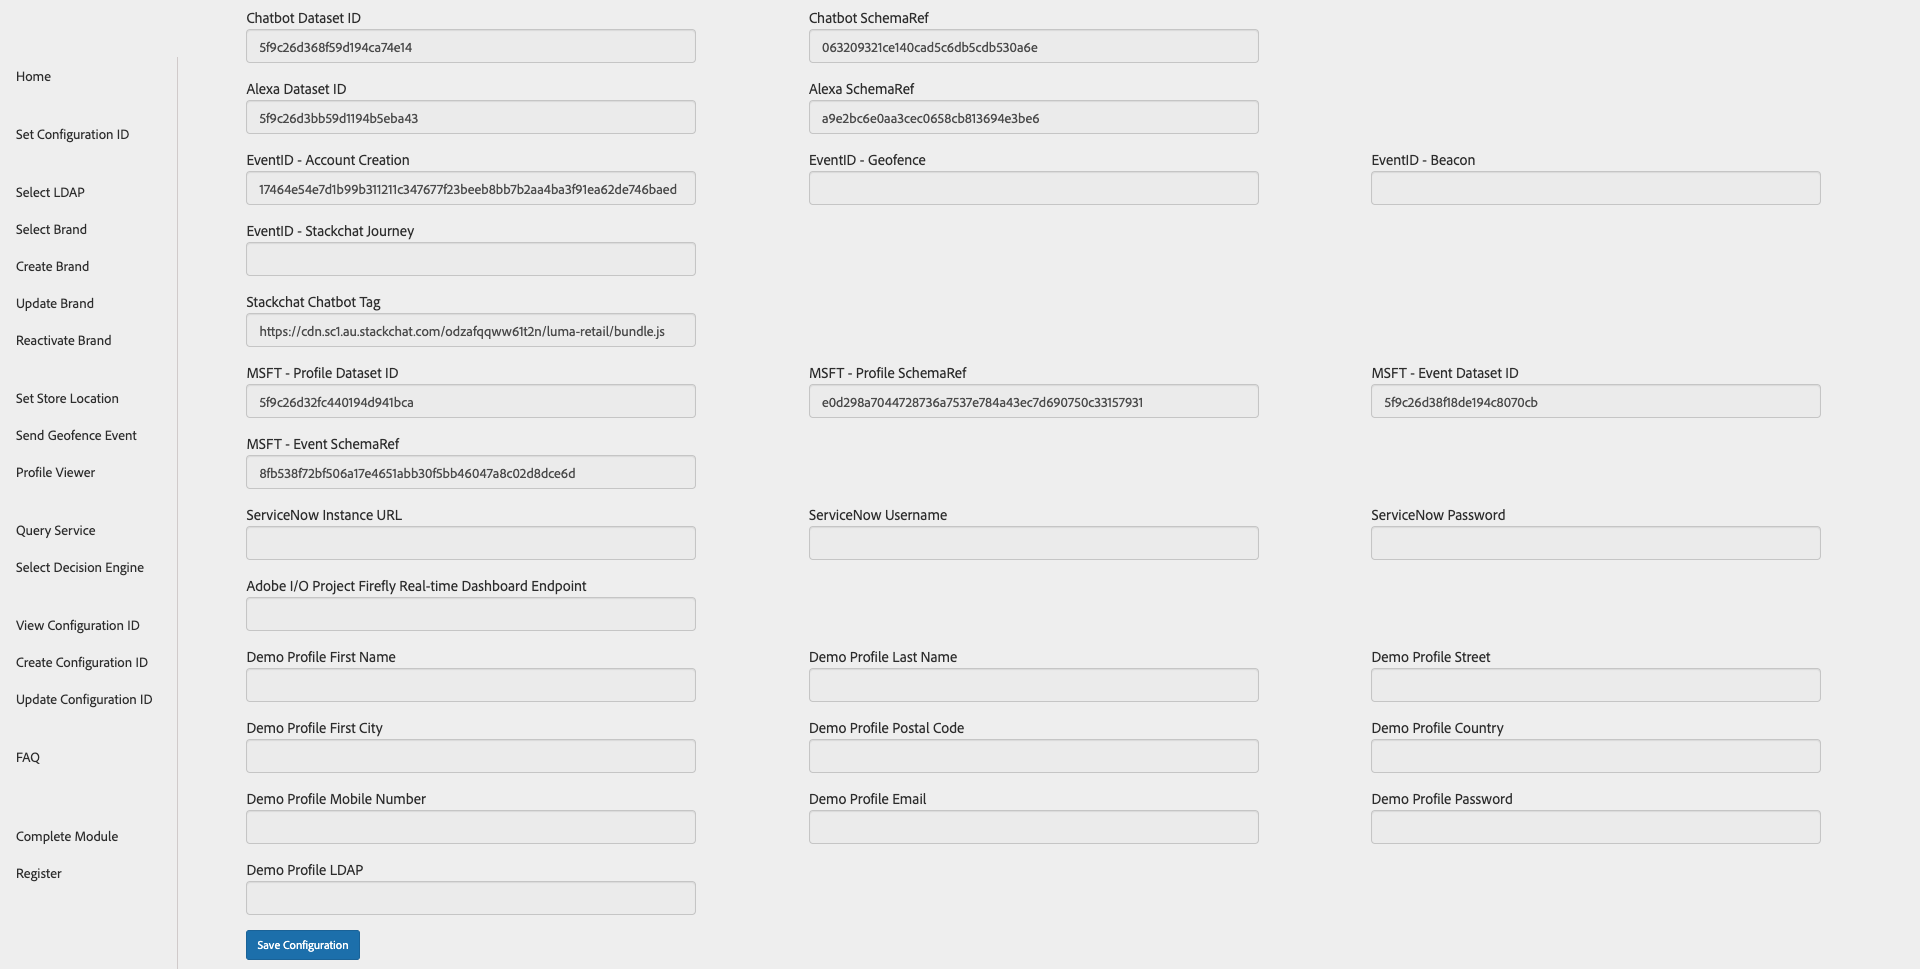 Home
Set Configuration ID
Select LDAP
Select Brand
Create Brand
Update Brand
Reactivate Brand
Set Store Location
Send Geofence Event
Profile Viewer
Query Service
Select Decision Engine
View Configuration ID
Create Configuration ID
Update Configuration ID
FAQ
Complete Module
Register
Chatbot Dataset ID
5f9c26d368f59d194ca74e14
Chatbot SchemaRef
063209321ce140cad5c6db5cdb530a6e
Alexa Dataset ID
5f9c26d3bb59d1194b5eba43
Alexa SchemaRef
a9e2bc6e0aa3cec0658cb813694e3be6
EventID - Account Creation
17464e54e7d1b99b311211c347677f23beeb8bb7b2aa4ba3f91ea62de746baed
EventID - Geofence
EventID - Beacon
EventID - Stackchat Journey
Stackchat Chatbot Tag
https://cdn.sc1.au.stackchat.com/odzafqqww61t2n/luma-retail/bundle.js
MSFT - Profile Dataset ID
5f9c26d32fc440194d941bca
MSFT - Profile SchemaRef
e0d298a7044728736a7537e784a43ec7d690750c33157931
MSFT - Event Dataset ID
5f9c26d38f18de194c8070cb
MSFT - Event SchemaRef
8fb538f72bf506a17e4651abb30f5bb46047a8c02d8dce6d
ServiceNow Instance URL
ServiceNow Username
ServiceNow Password
Adobe I/O Project Firefly Real-time Dashboard Endpoint
Demo Profile First Name
Demo Profile Last Name
Demo Profile Street
Demo Profile First City
Demo Profile Postal Code
Demo Profile Country
Demo Profile Mobile Number
Demo Profile Email
Demo Profile Password
Demo Profile LDAP
Save Configuration